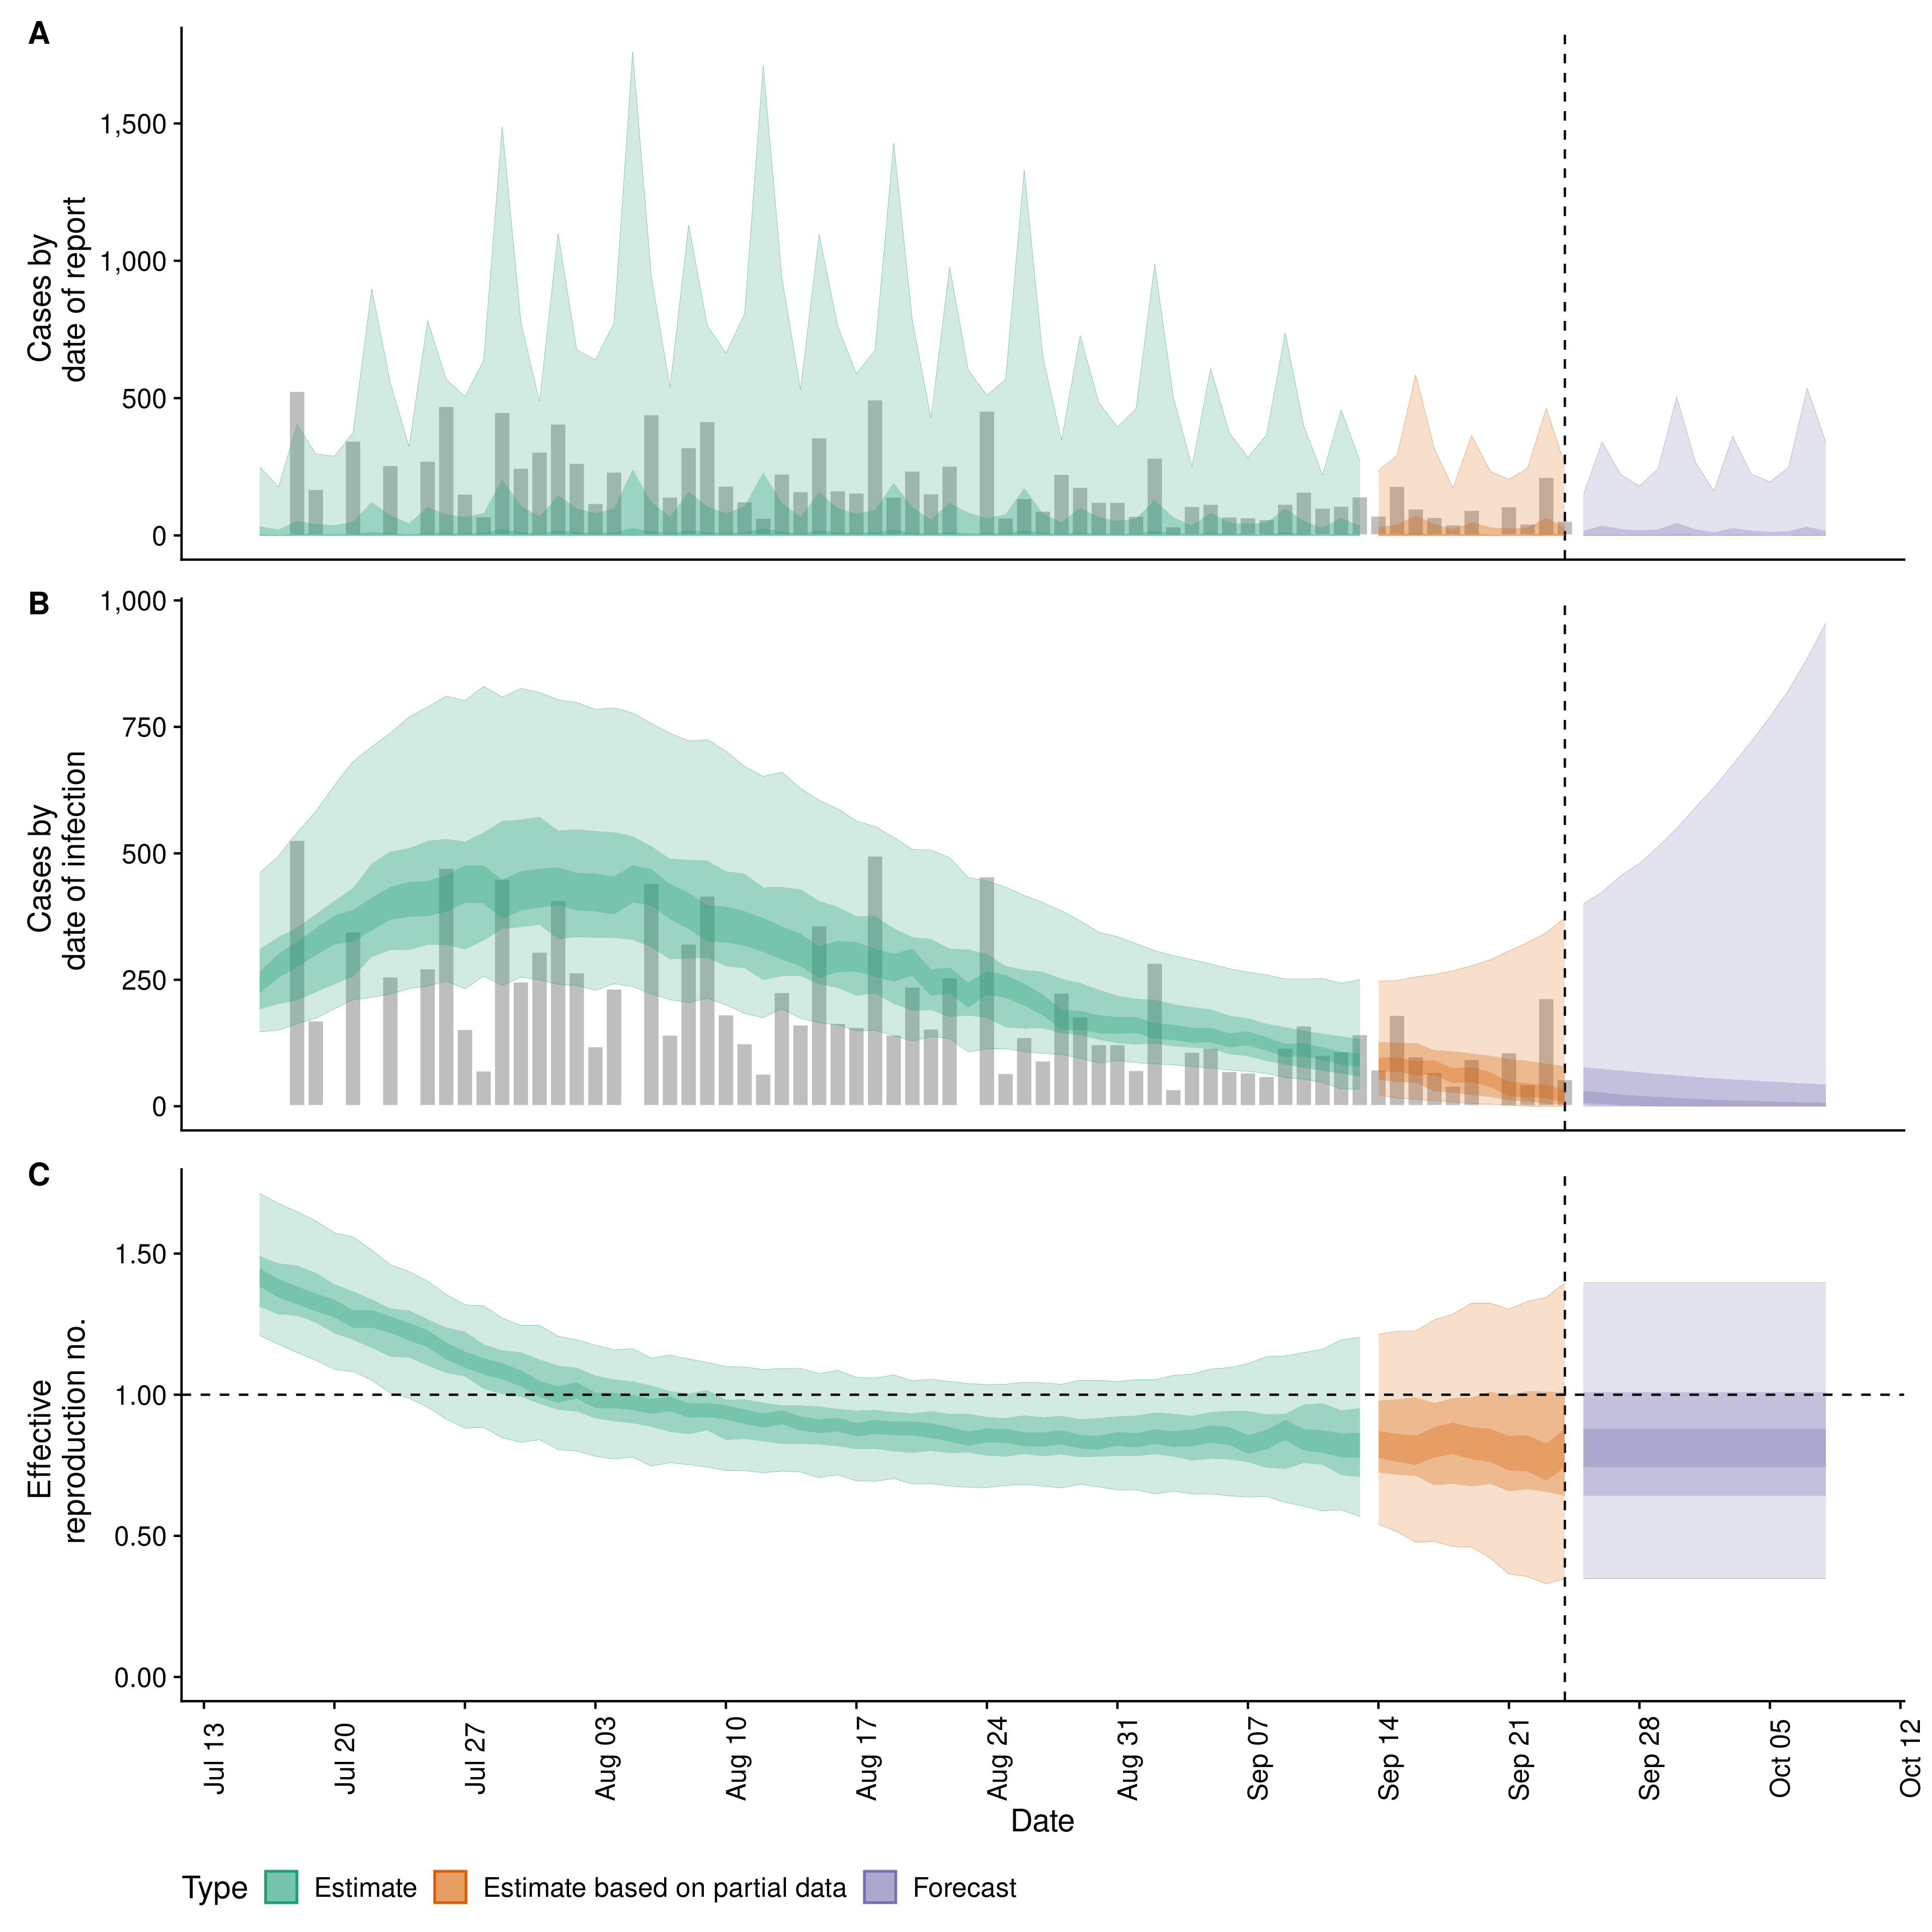 A
Cases by
date of report
1,500
1,000
500
0
B
Cases by
date of infection
1,000
750
500
250
0
C
Effective
reproduction no.
1.50
1.00
0.50
0.00
Jul 13
Jul 20
Jul 27
Aug 03
Aug 10
Aug 17
Aug 24
Aug 31
Sep 07
Sep 14
Sep 21
Sep 28
Oct 05
Oct 12
Date
Type
Estimate
Estimate based on partial data
Forecast